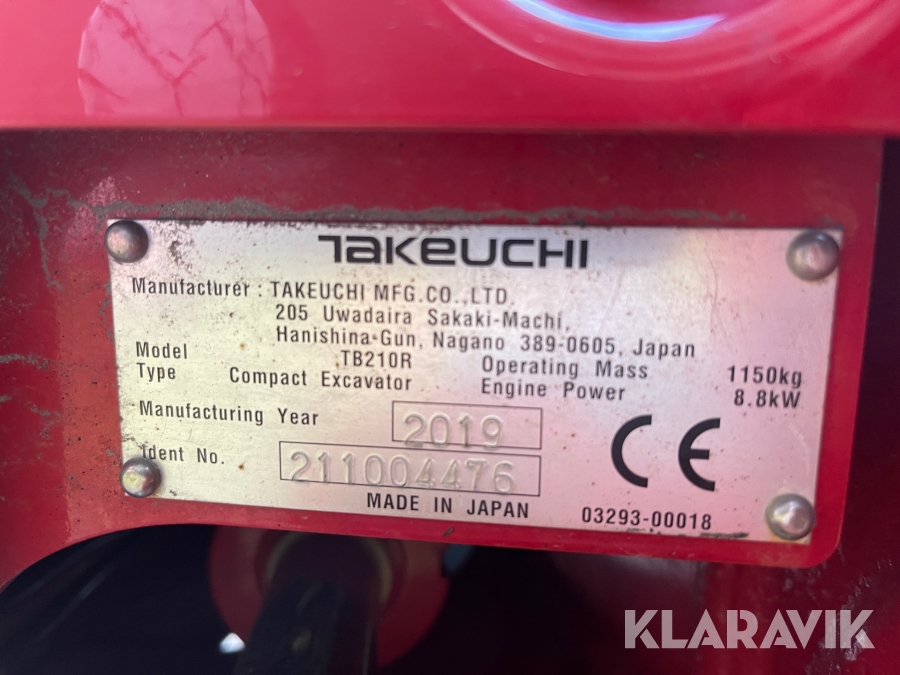 TAKEUCHI
Manufacturer : TAKEUCHI MFG.CO.,LTD.
205 Uwadaira Sakaki-Machi,
Hanishina-Gun, Nagano 389-0605, Japan
Model TB210R Operating Mass 1150kg
Type Compact Excavator Engine Power 8.8kW
Manufacturing Year 2019
Ident No. 211004476
CE
MADE IN JAPAN 03293-00018
KLARAVIK